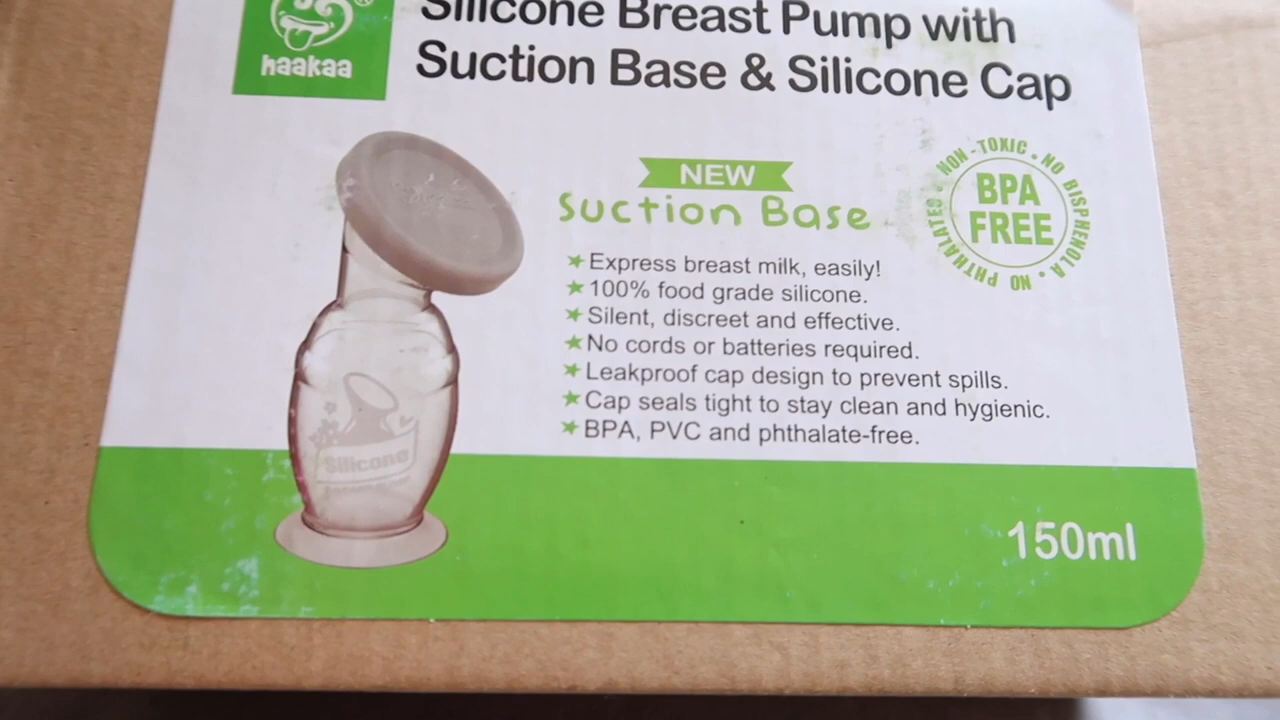 haakaa
Silicone Breast Pump with
Suction Base & Silicone Cap
NEW
Suction Base
NON-TOXIC • NO BISPHENOL A • NO PHTHALATES •
BPA
FREE
Express breast milk, easily!
100% food grade silicone.
Silent, discreet and effective.
No cords or batteries required.
Leakproof cap design to prevent spills.
Cap seals tight to stay clean and hygienic.
BPA, PVC and phthalate-free.
Silicone
150ml